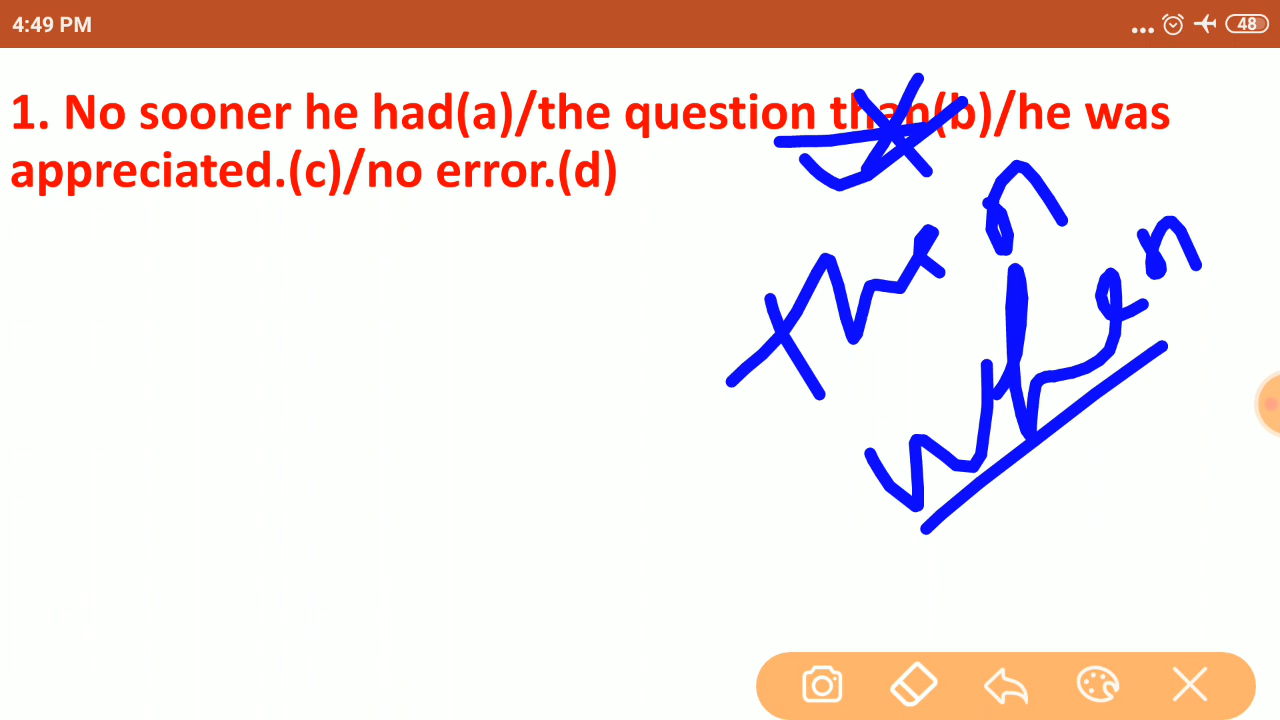 4:49 PM
48
1. No sooner he had(a)/the question than(b)/he was
appreciated.(c)/no error.(d)
then
when